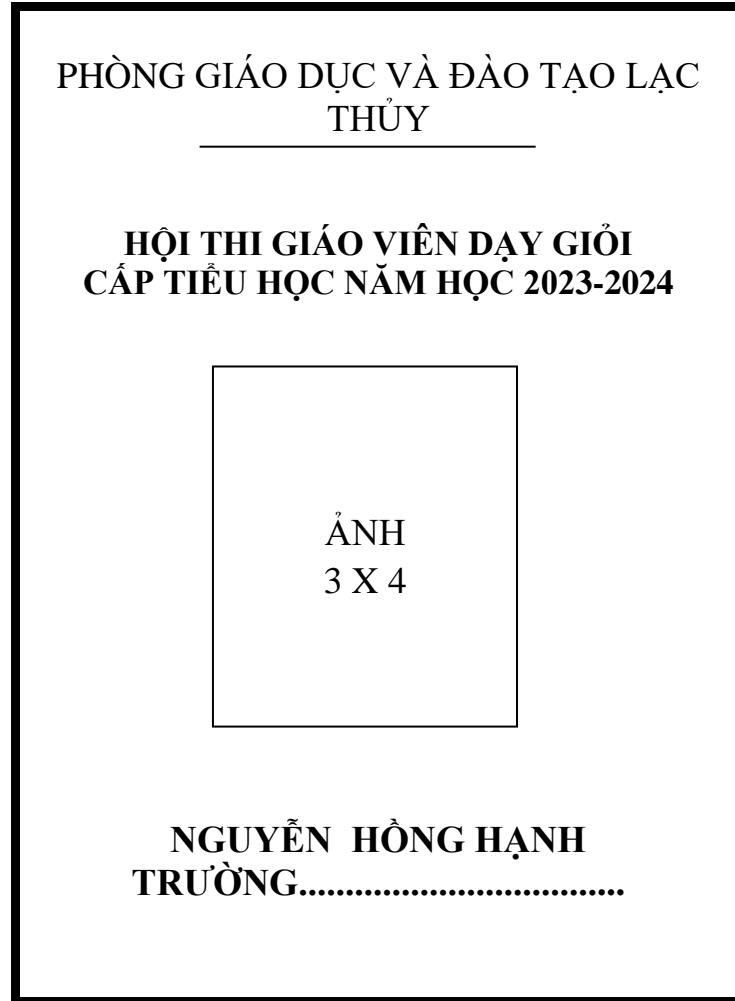 PHÒNG GIÁO DỤC VÀ ĐÀO TẠO LẠC
THỦY
HỘI THI GIÁO VIÊN DẠY GIỎI
CẤP TIỂU HỌC NĂM HỌC 2023-2024
ẢNH
3 X 4
NGUYỄN  HỒNG HẠNH
TRƯỜNG...................................